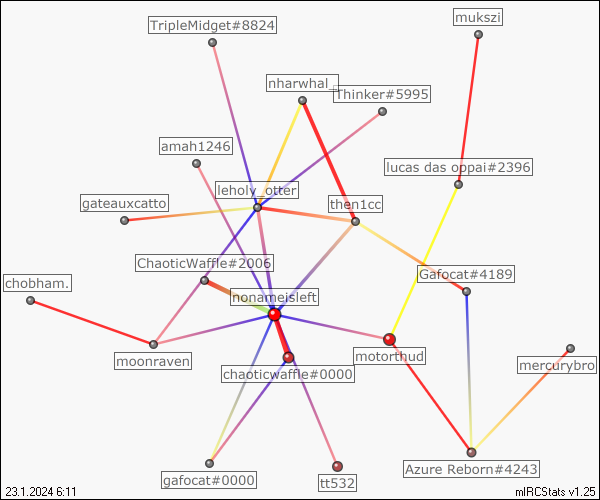 mukszi
TripleMidget#8824
nharwhal_
Thinker#5995
amah1246
lucas das oppai#2396
leholy_otter
gateauxcatto
then1cc
ChaoticWaffle#2006
Gafocat#4189
chobham.
nonameisleft
moonraven
motorthud
mercurybro
chaoticwaffle#0000
gafocat#0000
tt532
Azure Reborn#4243
23.1.2024 6:11
mIRCStats v1.25